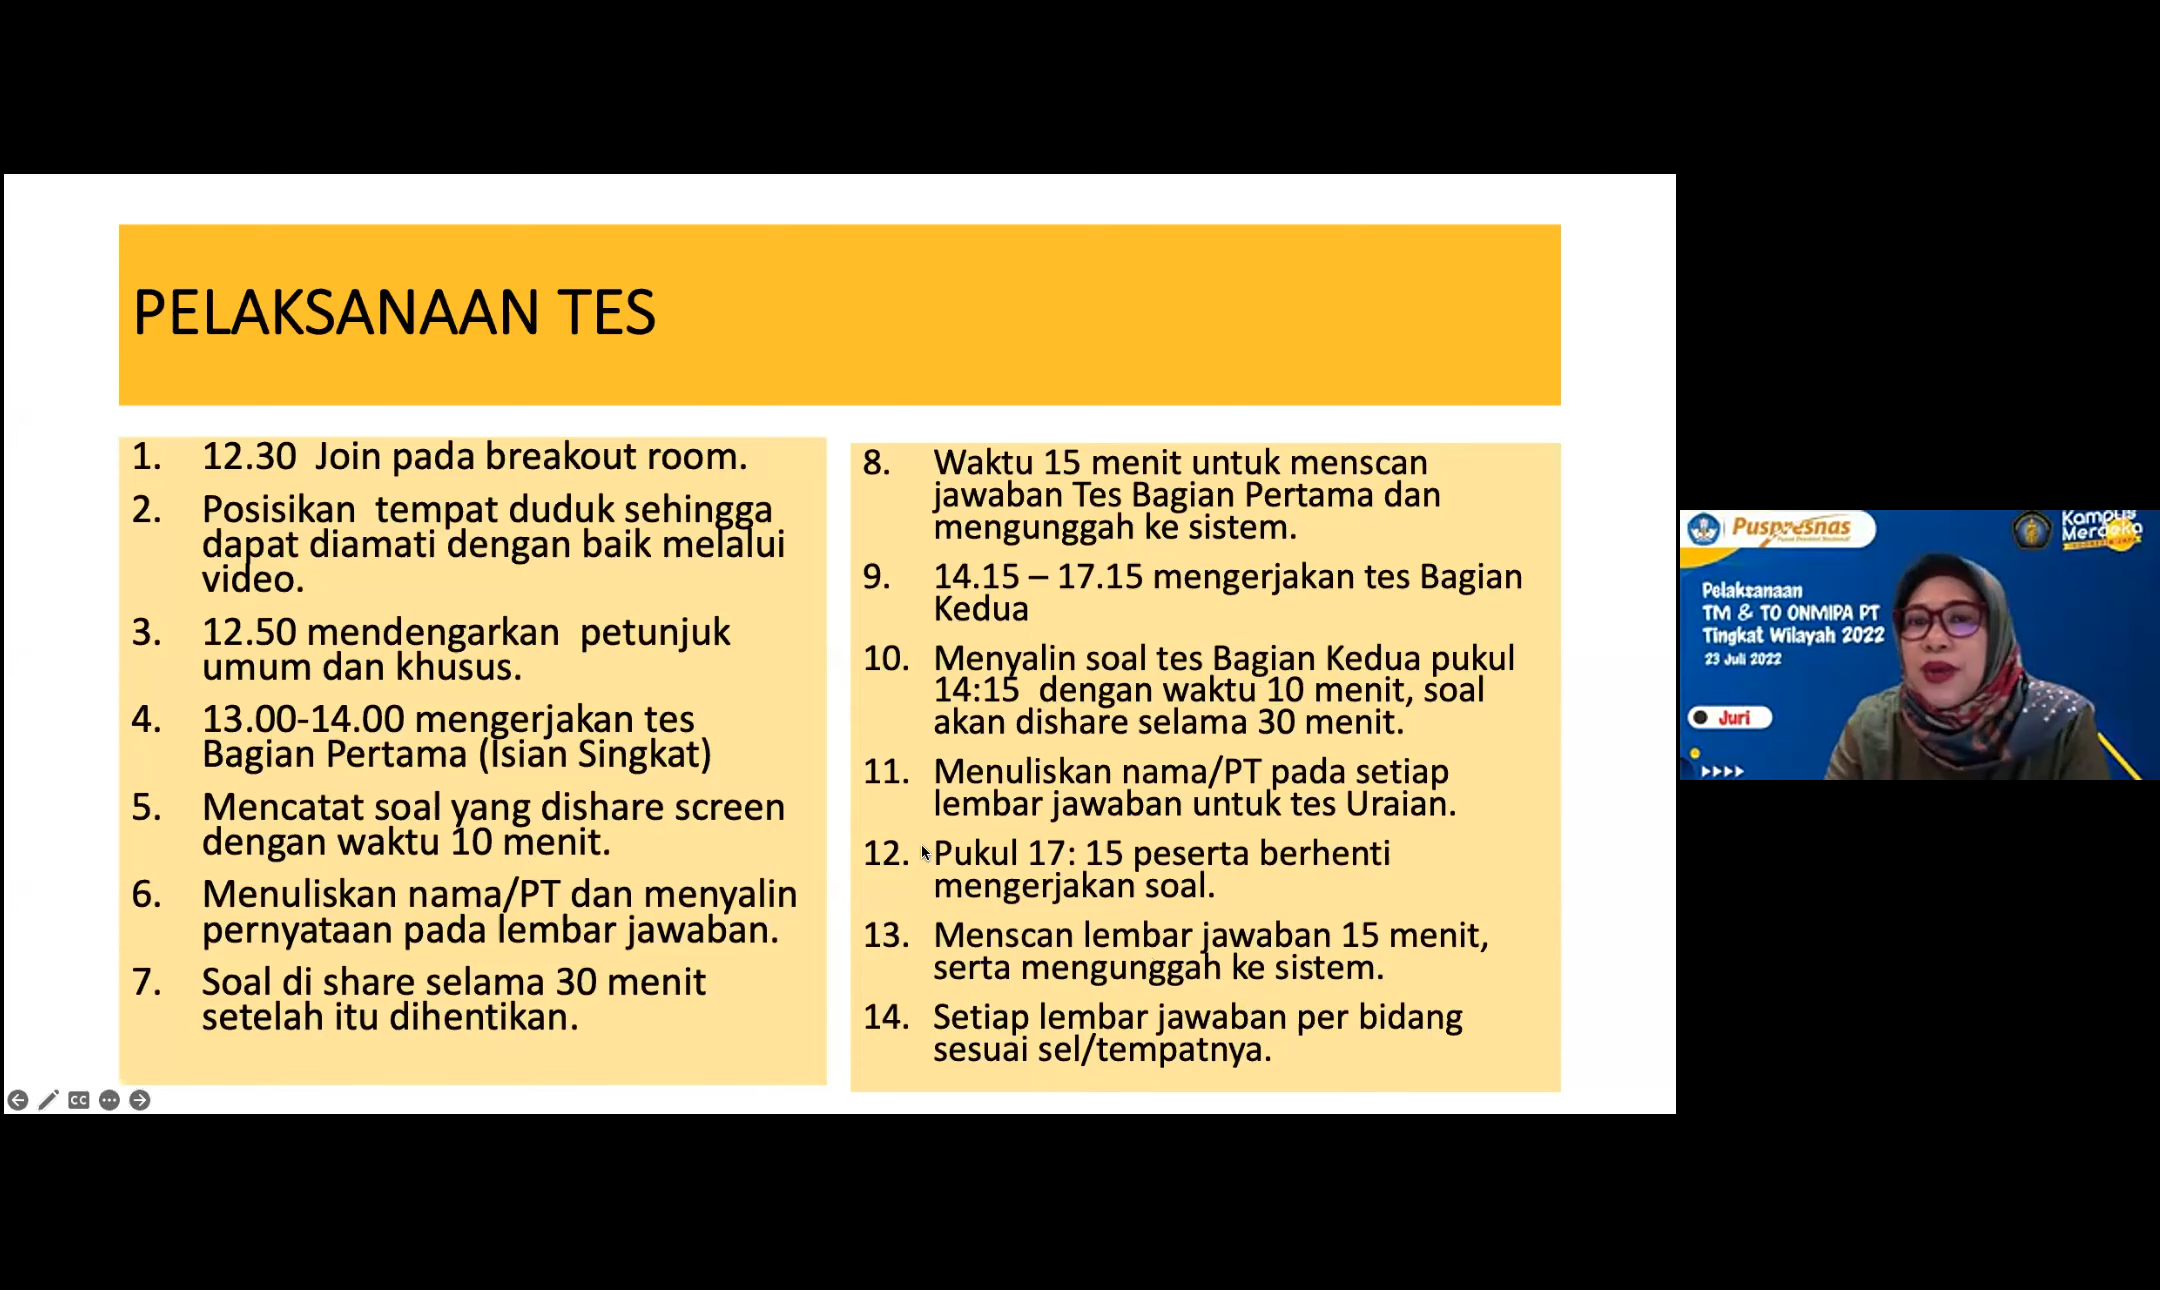 PELAKSANAAN TES
1. 12.30 Join pada breakout room.
2. Posisikan tempat duduk sehingga
dapat diamati dengan baik melalui
video.
3. 12.50 mendengarkan petunjuk
umum dan khusus.
4. 13.00-14.00 mengerjakan tes
Bagian Pertama (Isian Singkat)
5. Mencatat soal yang dishare screen
dengan waktu 10 menit.
6. Menuliskan nama/PT dan menyalin
pernyataan pada lembar jawaban.
7. Soal di share selama 30 menit
setelah itu dihentikan.
8. Waktu 15 menit untuk menscan
jawaban Tes Bagian Pertama dan
mengunggah ke sistem.
9. 14.15 – 17.15 mengerjakan tes Bagian
Kedua
10. Menyalin soal tes Bagian Kedua pukul
14:15 dengan waktu 10 menit, soal
akan dishare selama 30 menit.
11. Menuliskan nama/PT pada setiap
lembar jawaban untuk tes Uraian.
12. Pukul 17: 15 peserta berhenti
mengerjakan soal.
13. Menscan lembar jawaban 15 menit,
serta mengunggah ke sistem.
14. Setiap lembar jawaban per bidang
sesuai sel/tempatnya.
CC
Puspresnas
Kampus
Merdeka
Pelaksanaan
TM & TO ONMIPA PT
Tingkat Wilayah 2022
23 Juli 2022
Juri